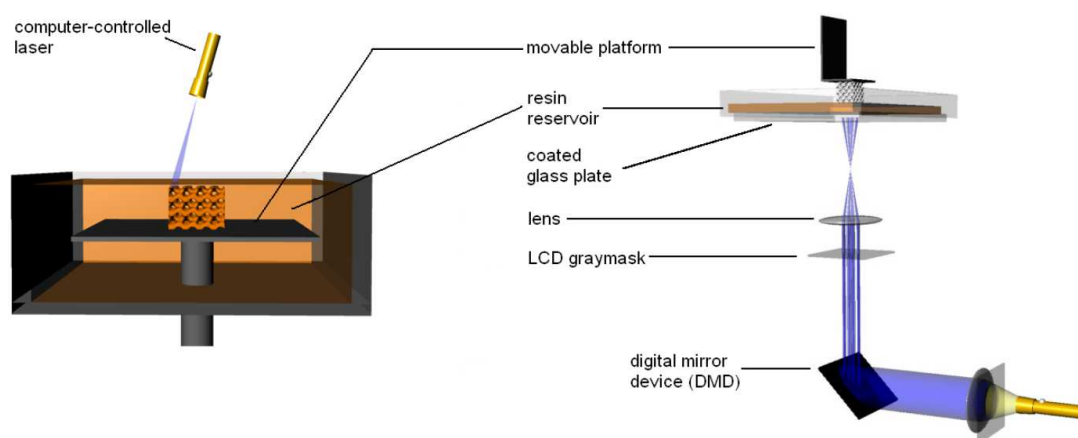 computer-controlled
laser
movable platform
resin
reservoir
coated
glass plate
lens
LCD graymask
digital mirror
device (DMD)